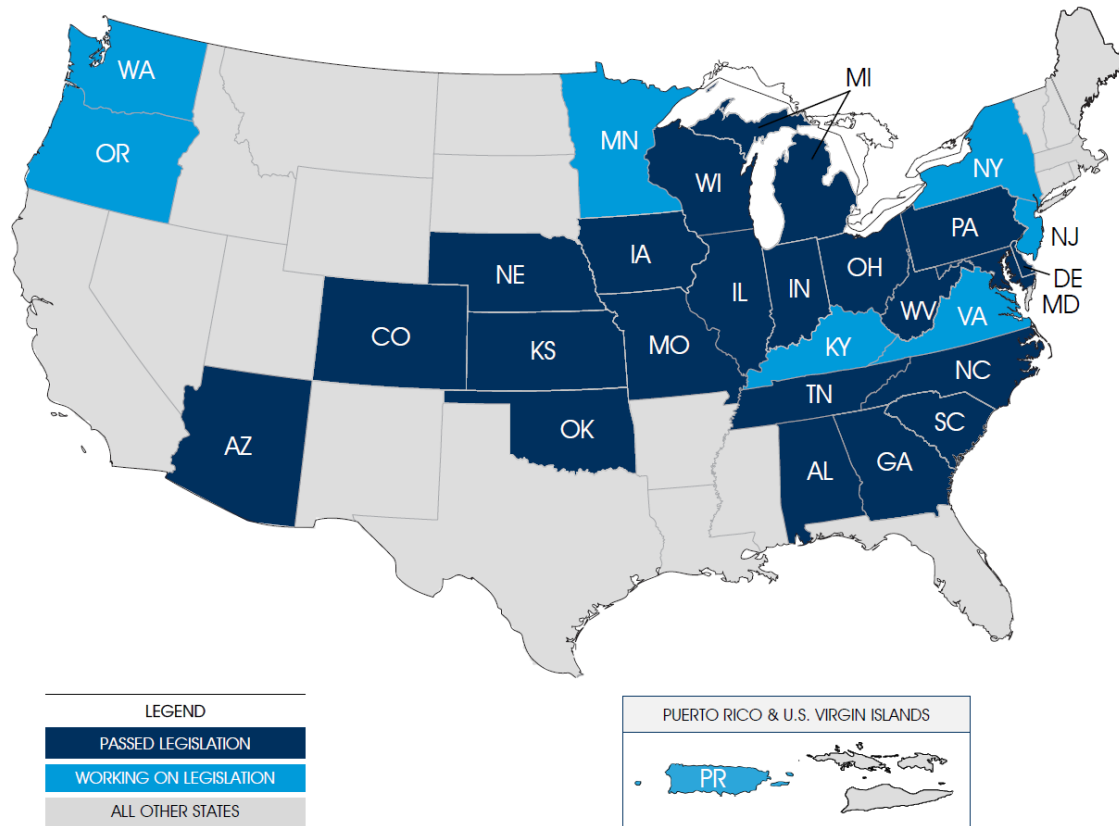 MI
WA
OR
MN
NY
WI
PA
NJ
IA
NE
OH
DE
IL
IN
MD
WV
VA
CO
KS
MO
KY
NC
TN
SC
OK
AZ
AL
GA
LEGEND
PASSED LEGISLATION
WORKING ON LEGISLATION
ALL OTHER STATES
PUERTO RICO & U.S. VIRGIN ISLANDS
PR